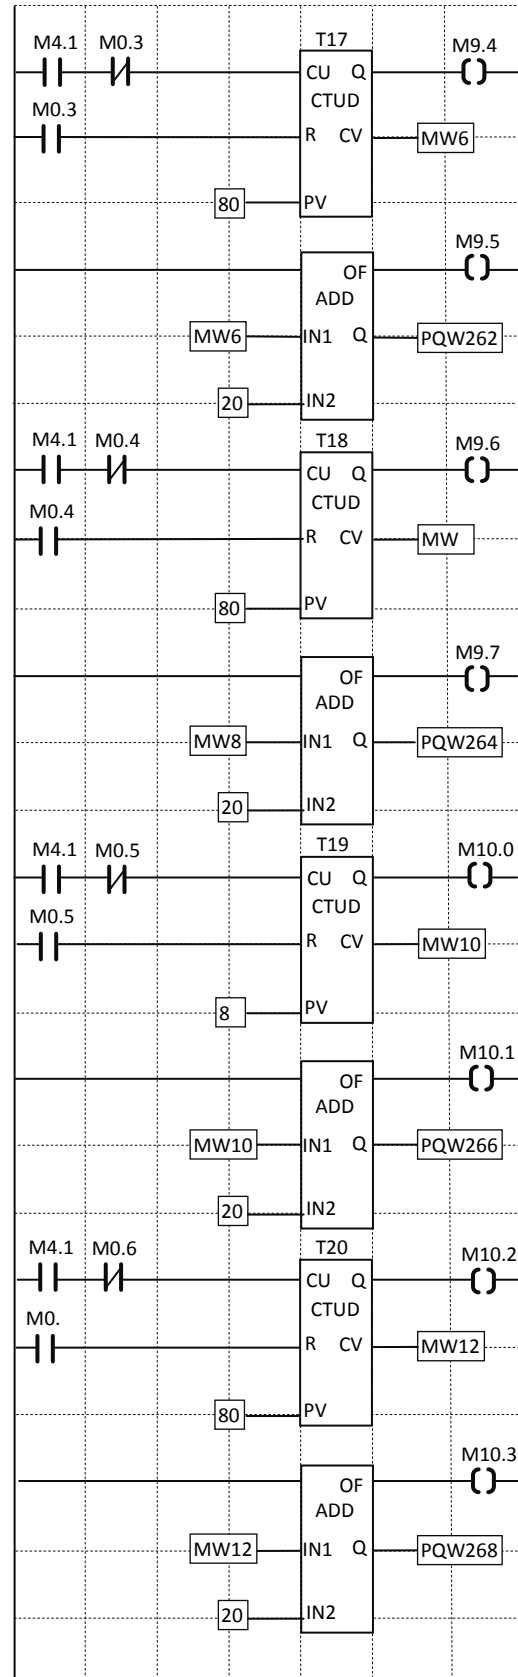 T17
M4.1 M0.3 M9.4
CU Q
CTUD
M0.3
R CV MW6
80 PV
M9.5
OF
ADD
MW6 IN1 Q PQW262
20 IN2
T18
M4.1 M0.4 M9.6
CU Q
CTUD
M0.4
R CV MW
80 PV
M9.7
OF
ADD
MW8 IN1 Q PQW264
20 IN2
T19
M4.1 M0.5 M10.0
CU Q
CTUD
M0.5
R CV MW10
8 PV
M10.1
OF
ADD
MW10 IN1 Q PQW266
20 IN2
T20
M4.1 M0.6 M10.2
CU Q
CTUD
M0.
R CV MW12
80 PV
M10.3
OF
ADD
MW12 IN1 Q PQW268
20 IN2